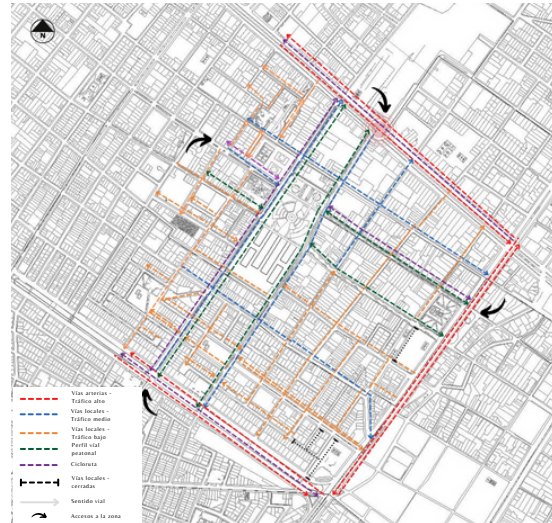 N
Vías arterias -
Tráfico alto
Vías locales -
Tráfico medio
Vías locales -
Tráfico bajo
Perfil vial
peatonal
Cicloruta
Vías locales -
cerradas
Sentido vial
Accesos a la zona